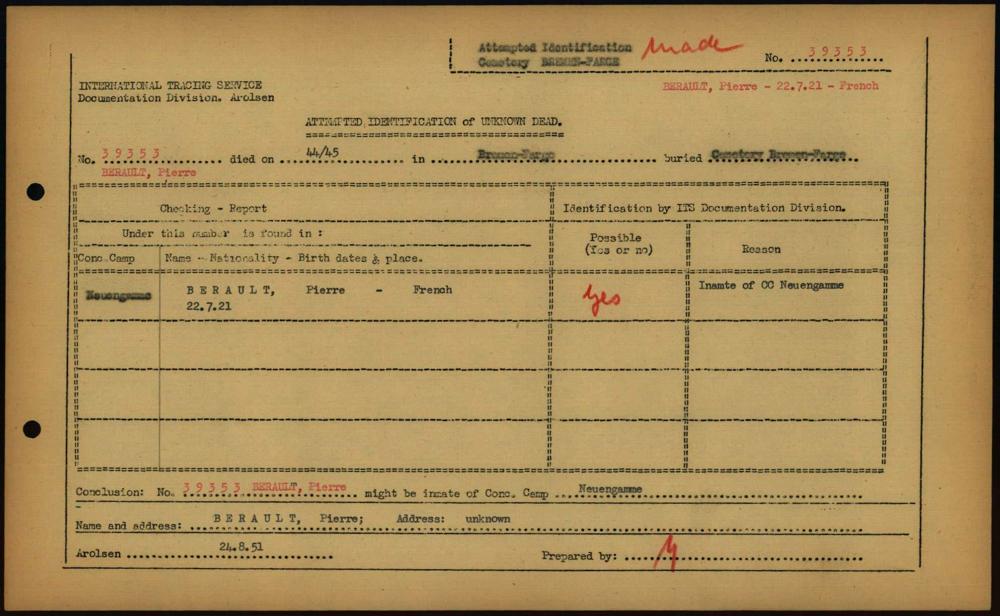 Attempted Identification made
Cemetery BREMEN-FARGE
No. 39353
INTERNATIONAL TRACING SERVICE
Documentation Division. Arolsen
BERAULT, Pierre - 22.7.21 - French
ATTEMPTED IDENTIFICATION of UNKNOWN DEAD.
No. 39353 died on 44/45 in Bremen-Farge buried Cemetery Bremen-Farge
BERAULT, Pierre
Checking - Report
Identification by ITS Documentation Division.
Under this number is found in :
Possible
(Yes or no)
Reason
Conc.Camp Name - Nationality - Birth dates & place.
Neuengamme BERAULT, Pierre - French yes Inamte of CC Neuengamme
22.7.21
Conclusion: No. 39353 BERAULT, Pierre might be inmate of Conc. Camp Neuengamme
Name and address: BERAULT, Pierre; Address: unknown
Arolsen 24.8.51 Prepared by: